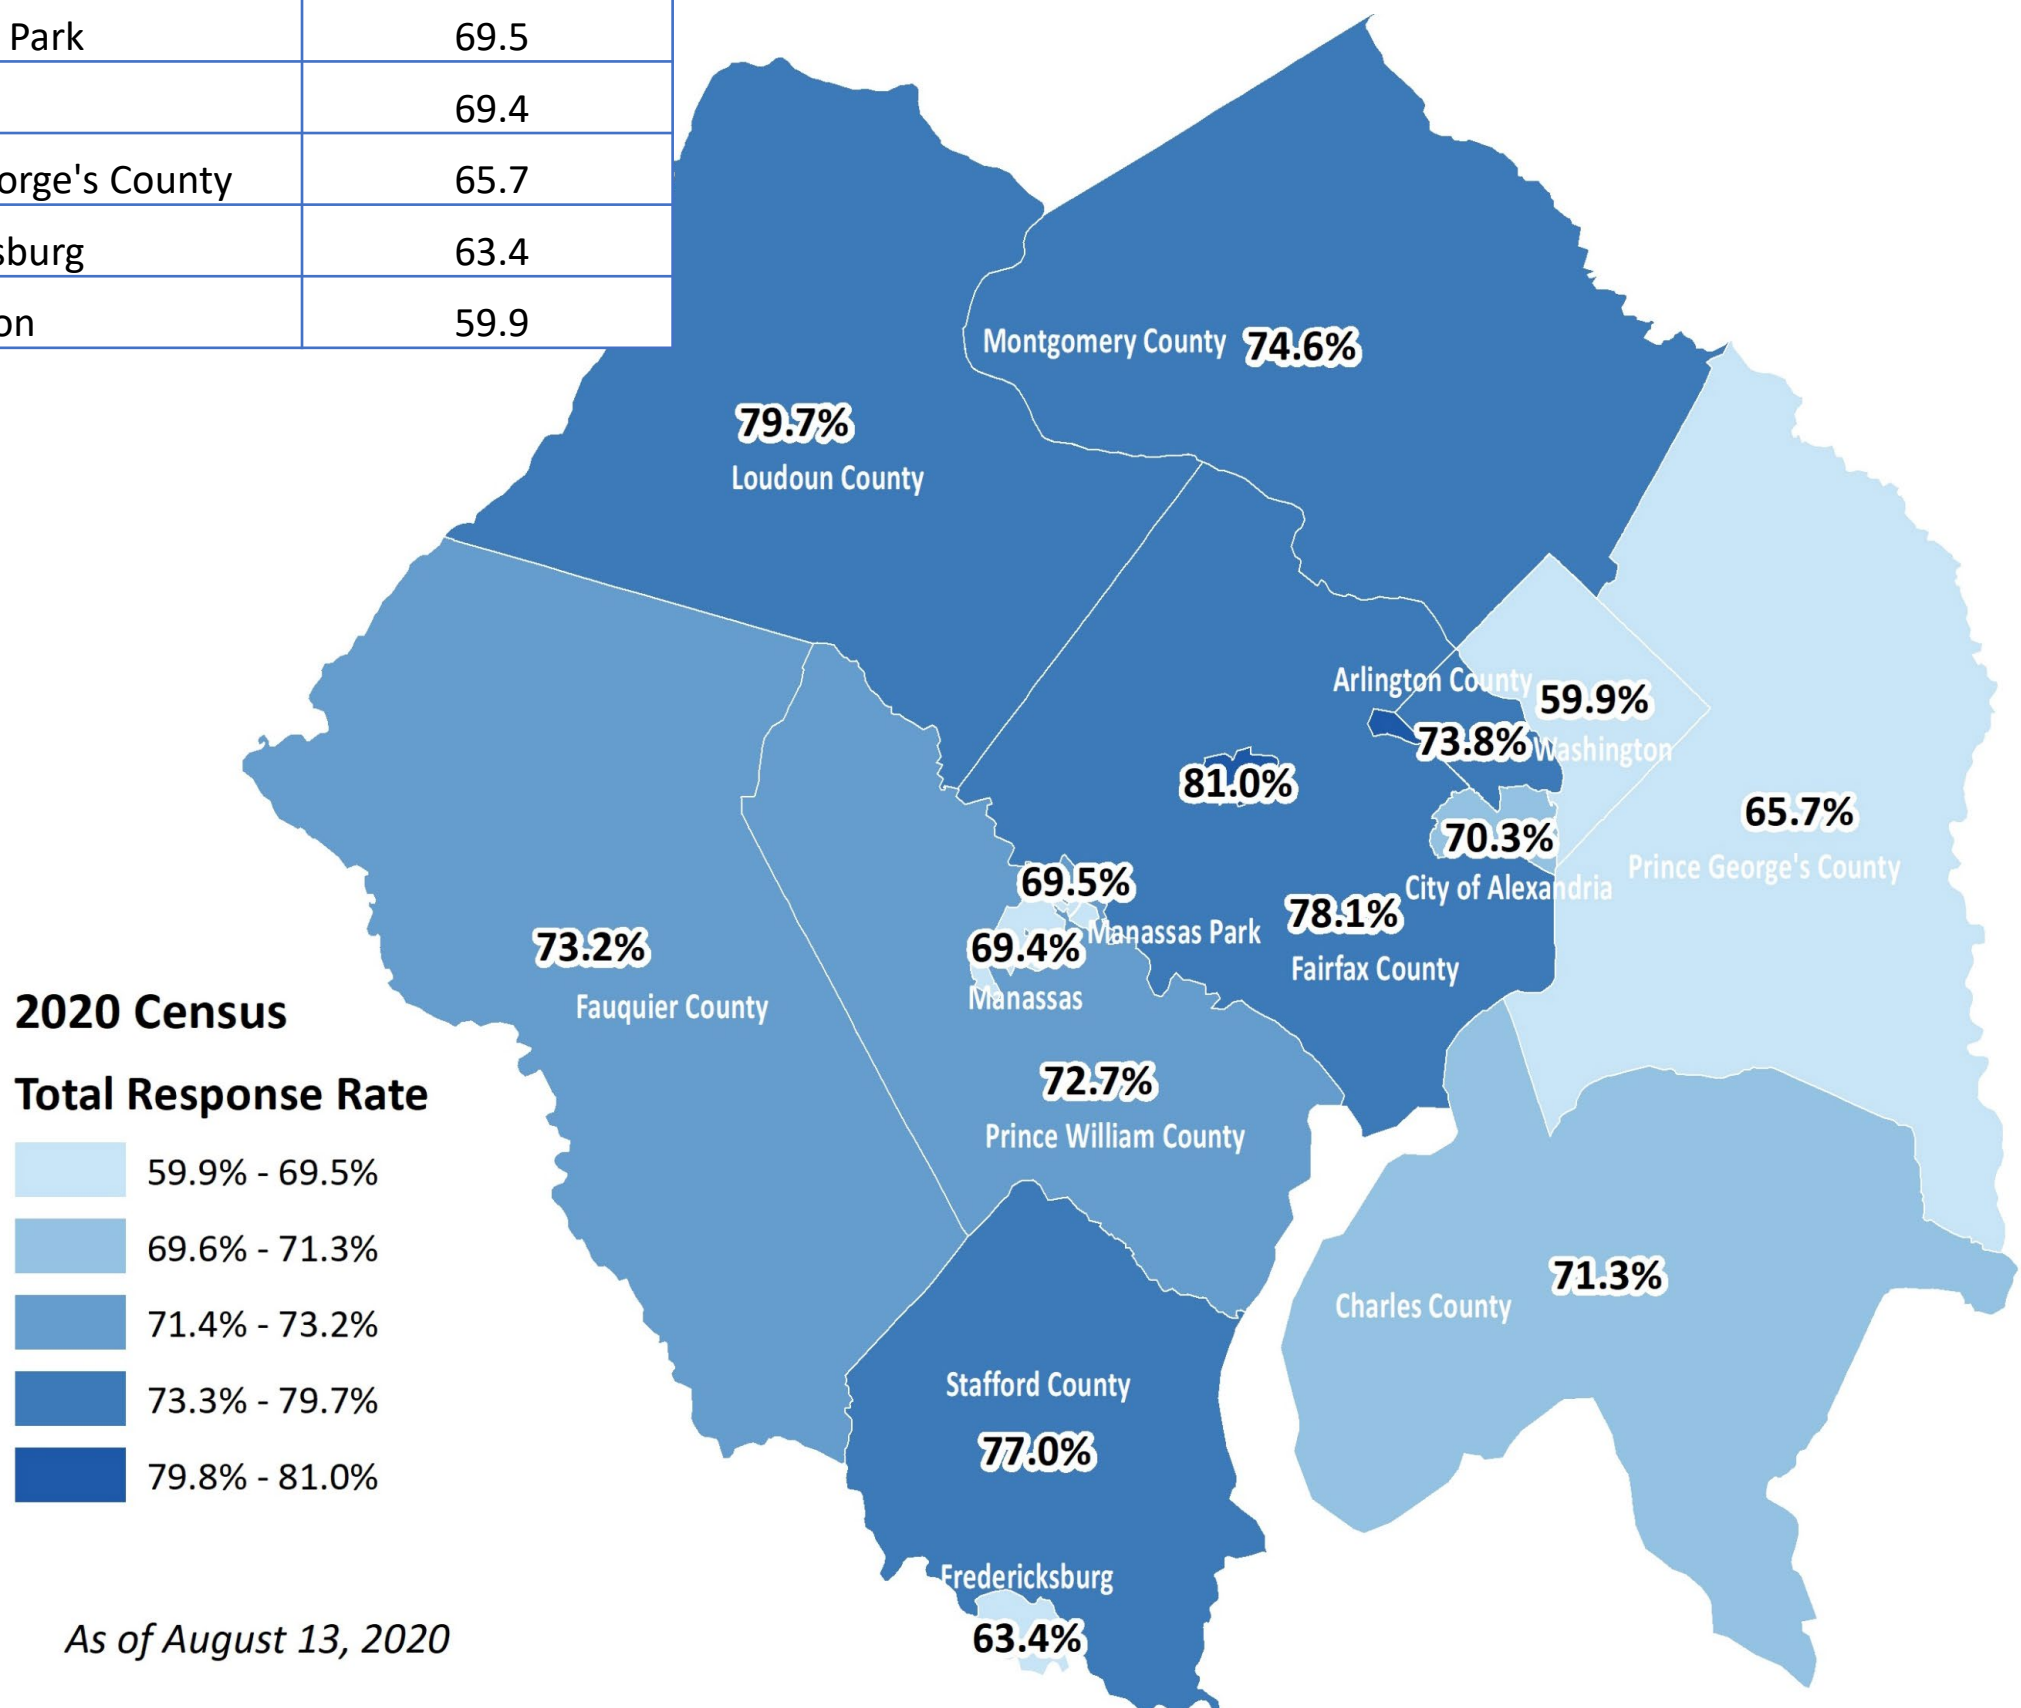 Park 69.5
69.4
orge's County 65.7
sburg 63.4
on 59.9
Montgomery County 74.6%
79.7%
Loudoun County
Arlington County
59.9%
73.8%
Washington
81.0%
65.7%
70.3%
Prince George's County
69.5%
City of Alexandria
78.1%
Manassas Park
73.2%
69.4%
Fairfax County
Manassas
Fauquier County
72.7%
Prince William County
71.3%
Charles County
Stafford County
77.0%
Fredericksburg
63.4%
2020 Census
Total Response Rate
59.9% - 69.5%
69.6% - 71.3%
71.4% - 73.2%
73.3% - 79.7%
79.8% - 81.0%
As of August 13, 2020